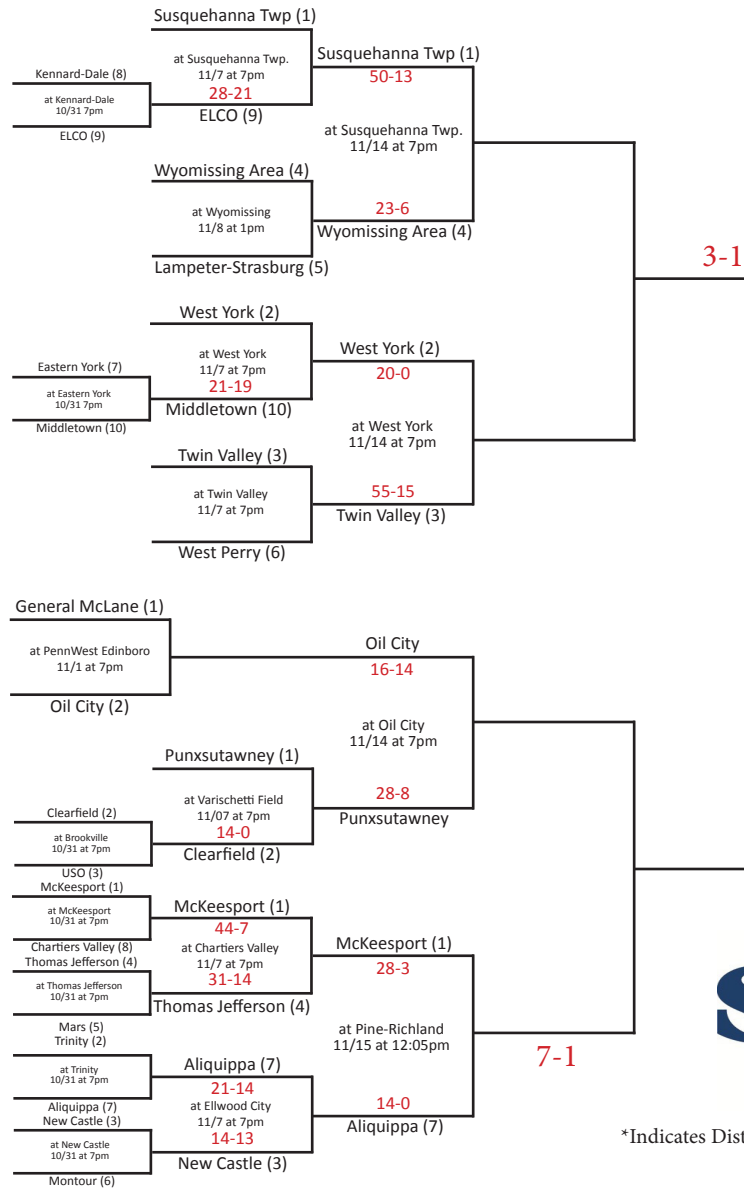 Susquehanna Twp (1)
at Susquehanna Twp.
11/7 at 7pm
28-21
ELCO (9)
Kennard-Dale (8)
at Kennard-Dale
10/31 7pm
ELCO (9)
Susquehanna Twp (1)
50-13
at Susquehanna Twp.
11/14 at 7pm
23-6
Wyomissing Area (4)
Wyomissing Area (4)
at Wyomissing
11/8 at 1pm
Lampeter-Strasburg (5)
3-1
West York (2)
at West York
11/7 at 7pm
21-19
Middletown (10)
Eastern York (7)
at Eastern York
10/31 7pm
Middletown (10)
West York (2)
20-0
at West York
11/14 at 7pm
55-15
Twin Valley (3)
Twin Valley (3)
at Twin Valley
11/7 at 7pm
West Perry (6)
General McLane (1)
at PennWest Edinboro
11/1 at 7pm
Oil City (2)
Oil City
16-14
at Oil City
11/14 at 7pm
28-8
Punxsutawney
Punxsutawney (1)
at Varischetti Field
11/07 at 7pm
14-0
Clearfield (2)
Clearfield (2)
at Brookville
10/31 at 7pm
USO (3)
McKeesport (1)
at McKeesport
10/31 at 7pm
Chartiers Valley (8)
Thomas Jefferson (4)
at Thomas Jefferson
10/31 at 7pm
Mars (5)
Trinity (2)
at Trinity
10/31 at 7pm
Aliquippa (7)
New Castle (3)
at New Castle
10/31 at 7pm
Montour (6)
McKeesport (1)
44-7
at Chartiers Valley
11/7 at 7pm
31-14
Thomas Jefferson (4)
Aliquippa (7)
21-14
at Ellwood City
11/7 at 7pm
14-13
New Castle (3)
McKeesport (1)
28-3
at Pine-Richland
11/15 at 12:05pm
14-0
Aliquippa (7)
7-1
S
*Indicates Dist